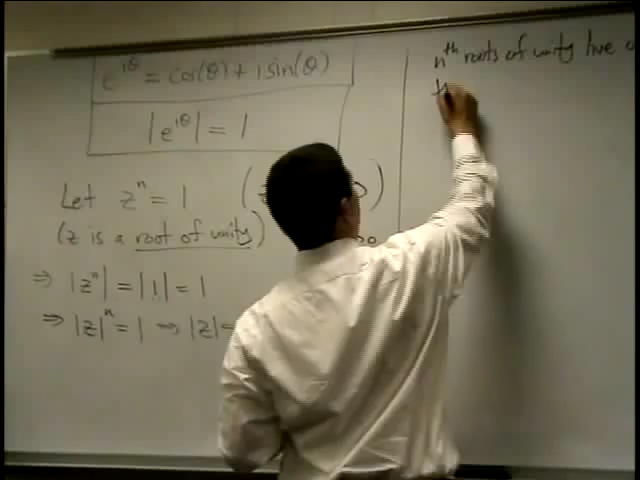 e^{iθ} = cos(θ) + i sin(θ)
|e^{iθ}| = 1
Let z^n = 1 (
)
(z is a root of unity)
⇒ |z^n| = |1| = 1
⇒ |z|^n = 1 ⇒ |z| =
n^th roots of unity live